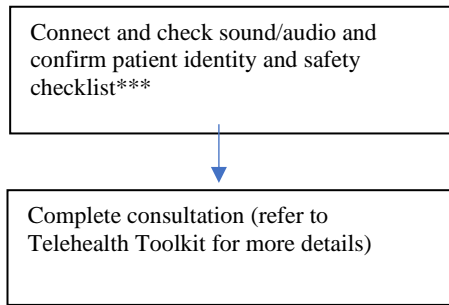 Connect and check sound/audio and
confirm patient identity and safety
checklist***
Complete consultation (refer to
Telehealth Toolkit for more details)